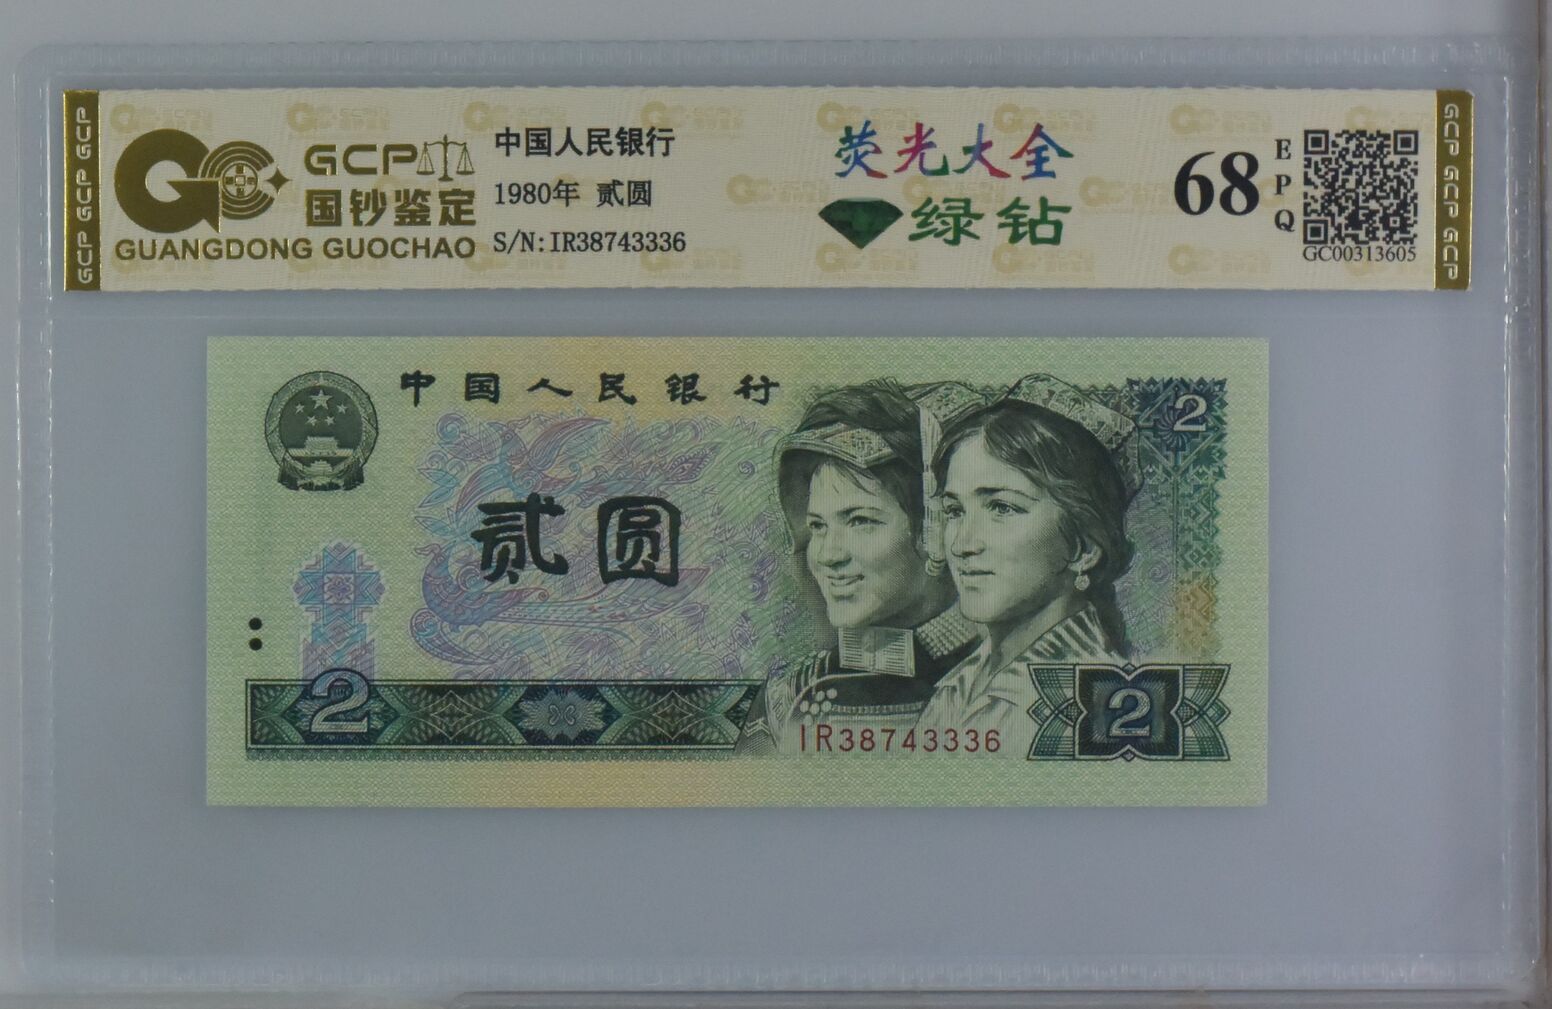 GCP GCP GCP
GCP
国钞鉴定
GUANGDONG GUOCHAO
中国人民银行
1980年 贰圆
S/N:IR38743336
荧光大全
绿钻
68
EPQ
GC00313605
GCP GCP GCP
中国人民银行
2
贰圆
2
IR38743336
2